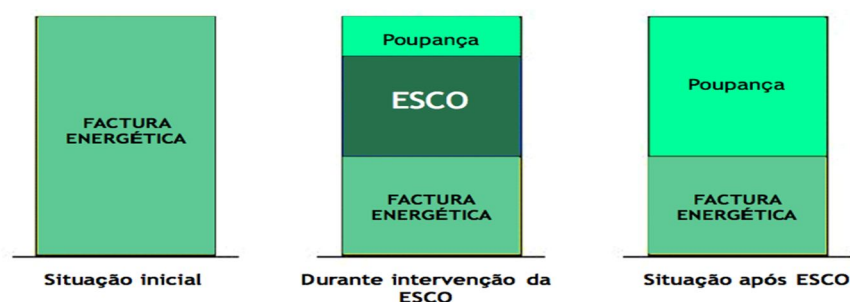 FACTURA
ENERGÉTICA
Situação inicial
Poupança
ESCO
FACTURA
ENERGÉTICA
Durante intervenção da
ESCO
Poupança
FACTURA
ENERGÉTICA
Situação após ESCO